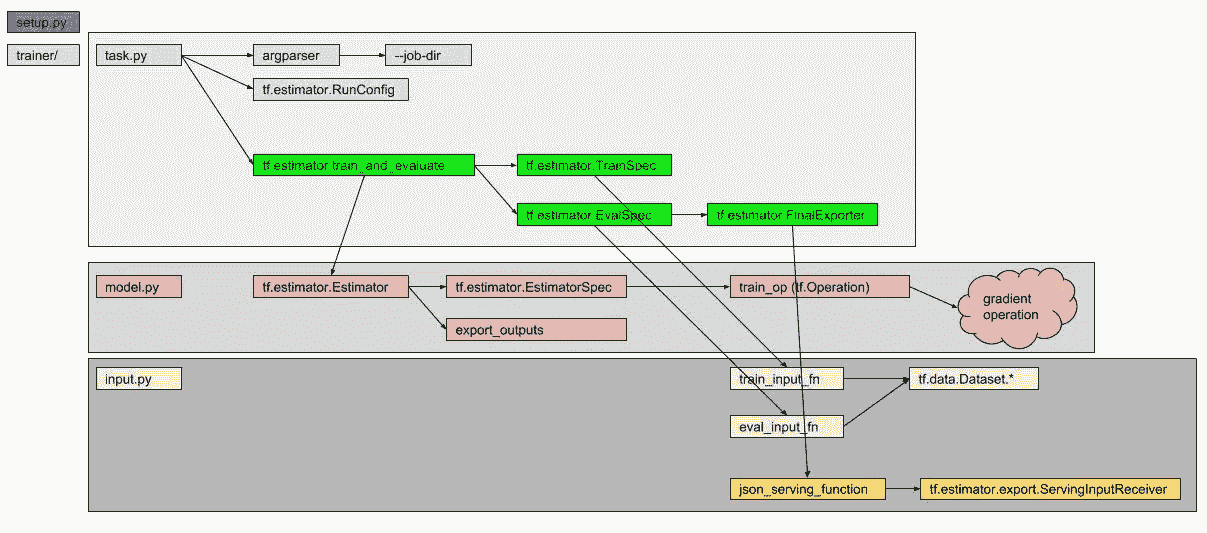 setup.py
trainer/
task.py
argparser
--job-dir
tf.estimator.RunConfig
tf.estimator.train_and_evaluate
tf.estimator.TrainSpec
tf.estimator.EvalSpec
tf.estimator.FinalExporter
model.py
tf.estimator.Estimator
tf.estimator.EstimatorSpec
train_op (tf.Operation)
gradient
operation
export_outputs
input.py
train_input_fn
tf.data.Dataset.*
eval_input_fn
json_serving_function
tf.estimator.export.ServingInputReceiver